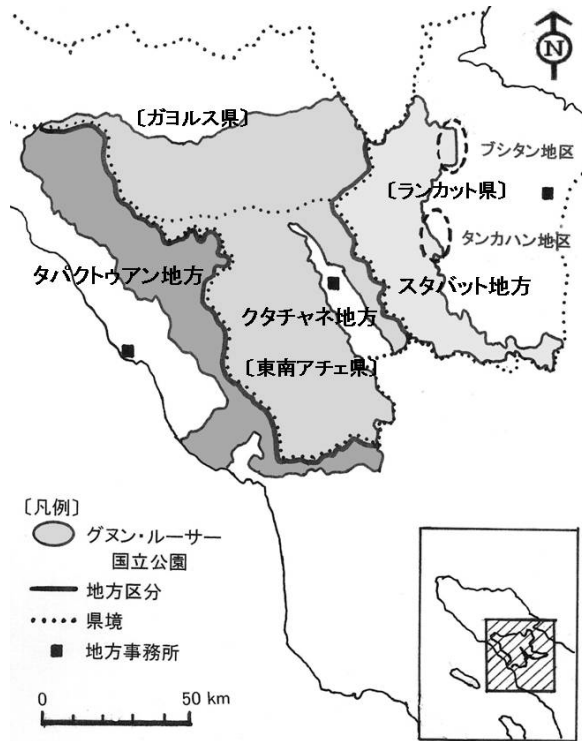 N
〔ガヨルス県〕
ブシタン地区
〔ランカット県〕
タンカハン地区
タパクトゥアン地方
スタバット地方
クタチャネ地方
〔東南アチェ県〕
〔凡例〕
グヌン・ルーサー
国立公園
地方区分
県境
地方事務所
0 50 km